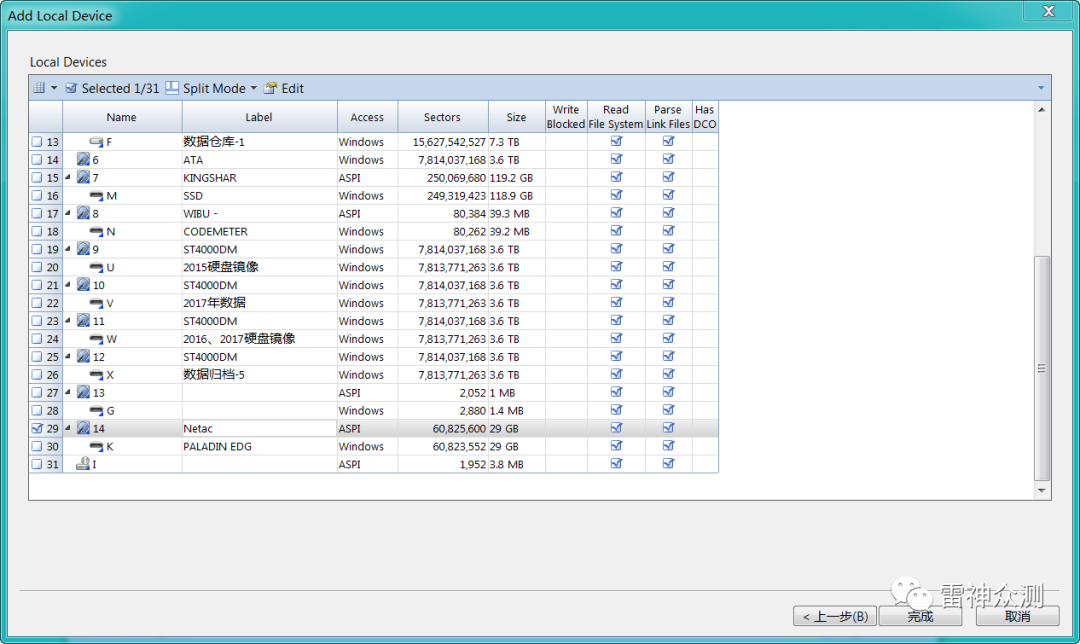 Add Local Device
Local Devices
Selected 1/31 Split Mode Edit
Name Label Access Sectors Size Write Blocked Read File System Parse Link Files Has DCO
13 F 数据仓库-1 Windows 15,627,542,527 7.3 TB
14 6 ATA Windows 7,814,037,168 3.6 TB
15 7 KINGSHAR ASPI 250,069,680 119.2 GB
16 M SSD Windows 249,319,423 118.9 GB
17 8 WIBU - ASPI 80,384 39.3 MB
18 N CODEMETER Windows 80,262 39.2 MB
19 9 ST4000DM Windows 7,814,037,168 3.6 TB
20 U 2015硬盘镜像 Windows 7,813,771,263 3.6 TB
21 10 ST4000DM Windows 7,814,037,168 3.6 TB
22 V 2017年数据 Windows 7,813,771,263 3.6 TB
23 11 ST4000DM Windows 7,814,037,168 3.6 TB
24 W 2016、2017硬盘镜像 Windows 7,813,771,263 3.6 TB
25 12 ST4000DM Windows 7,814,037,168 3.6 TB
26 X 数据归档-5 Windows 7,813,771,263 3.6 TB
27 13 ASPI 2,052 1 MB
28 G Windows 2,880 1.4 MB
29 14 Netac ASPI 60,825,600 29 GB
30 K PALADIN EDG Windows 60,823,552 29 GB
31 I ASPI 1,952 3.8 MB
雷神众测
< 上一步(B) 完成 取消